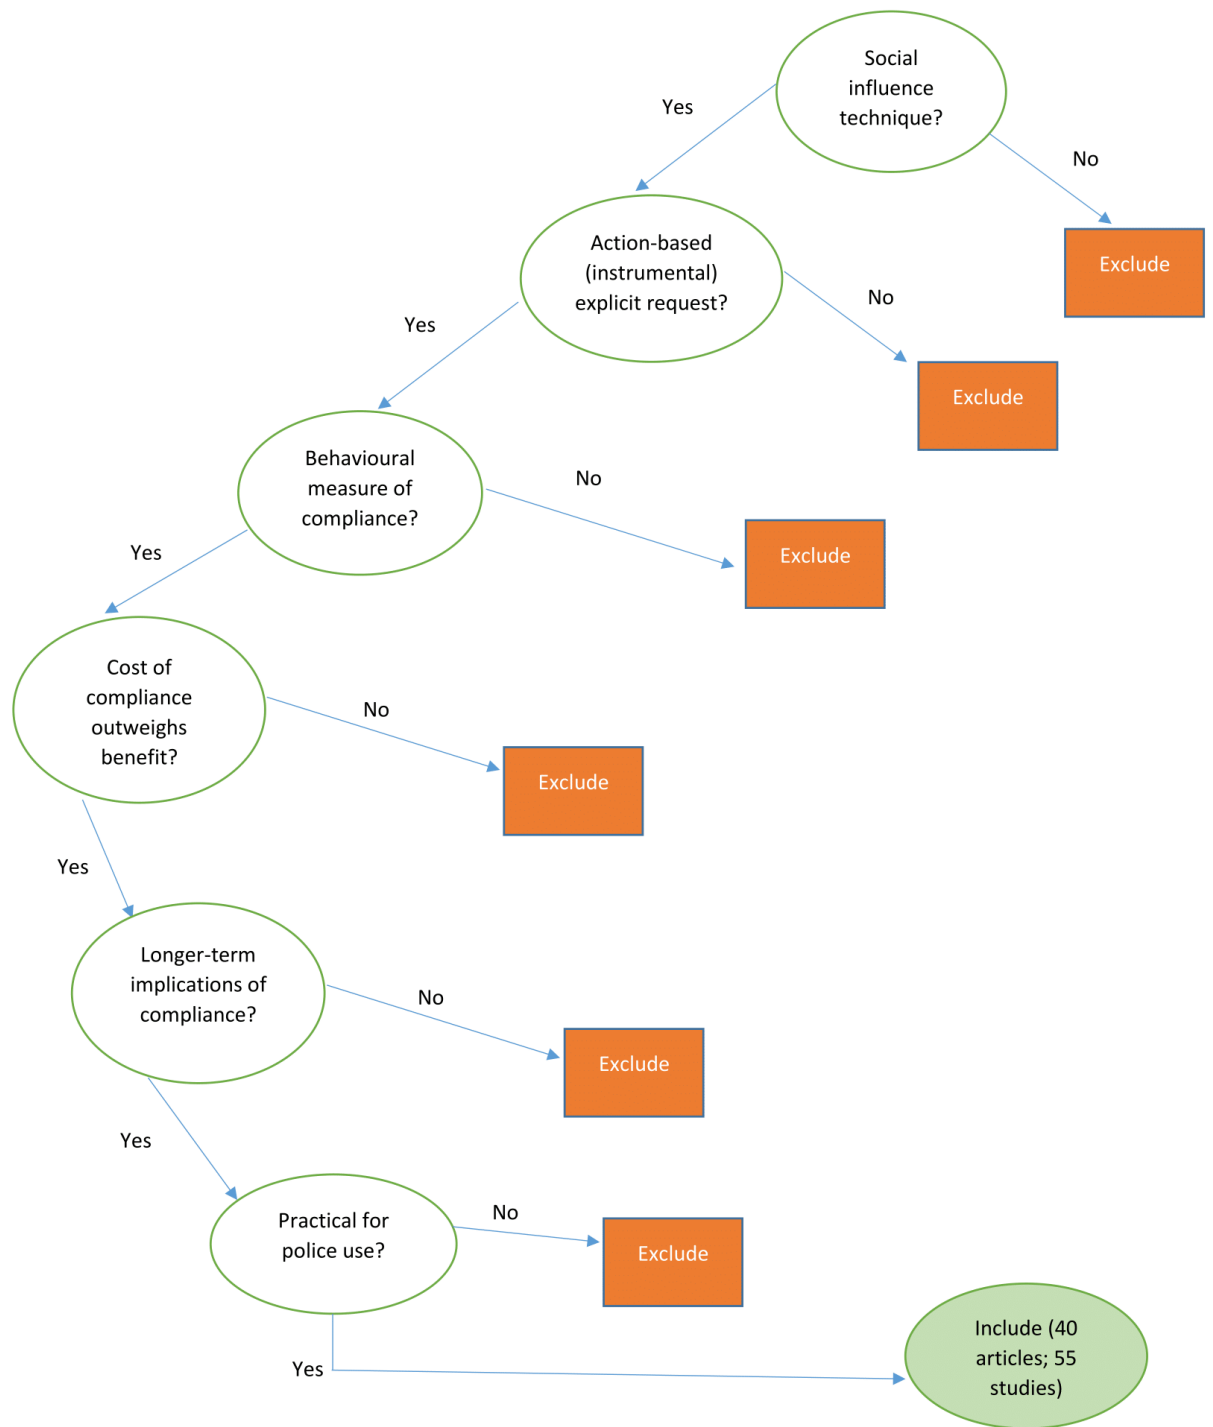 Social
influence
technique?
Yes
No
Exclude
Action-based
(instrumental)
explicit request?
Yes
No
Exclude
Behavioural
measure of
compliance?
Yes
No
Exclude
Cost of
compliance
outweighs
benefit?
Yes
No
Exclude
Longer-term
implications of
compliance?
Yes
No
Exclude
Practical for
police use?
Yes
No
Exclude
Include (40
articles; 55
studies)